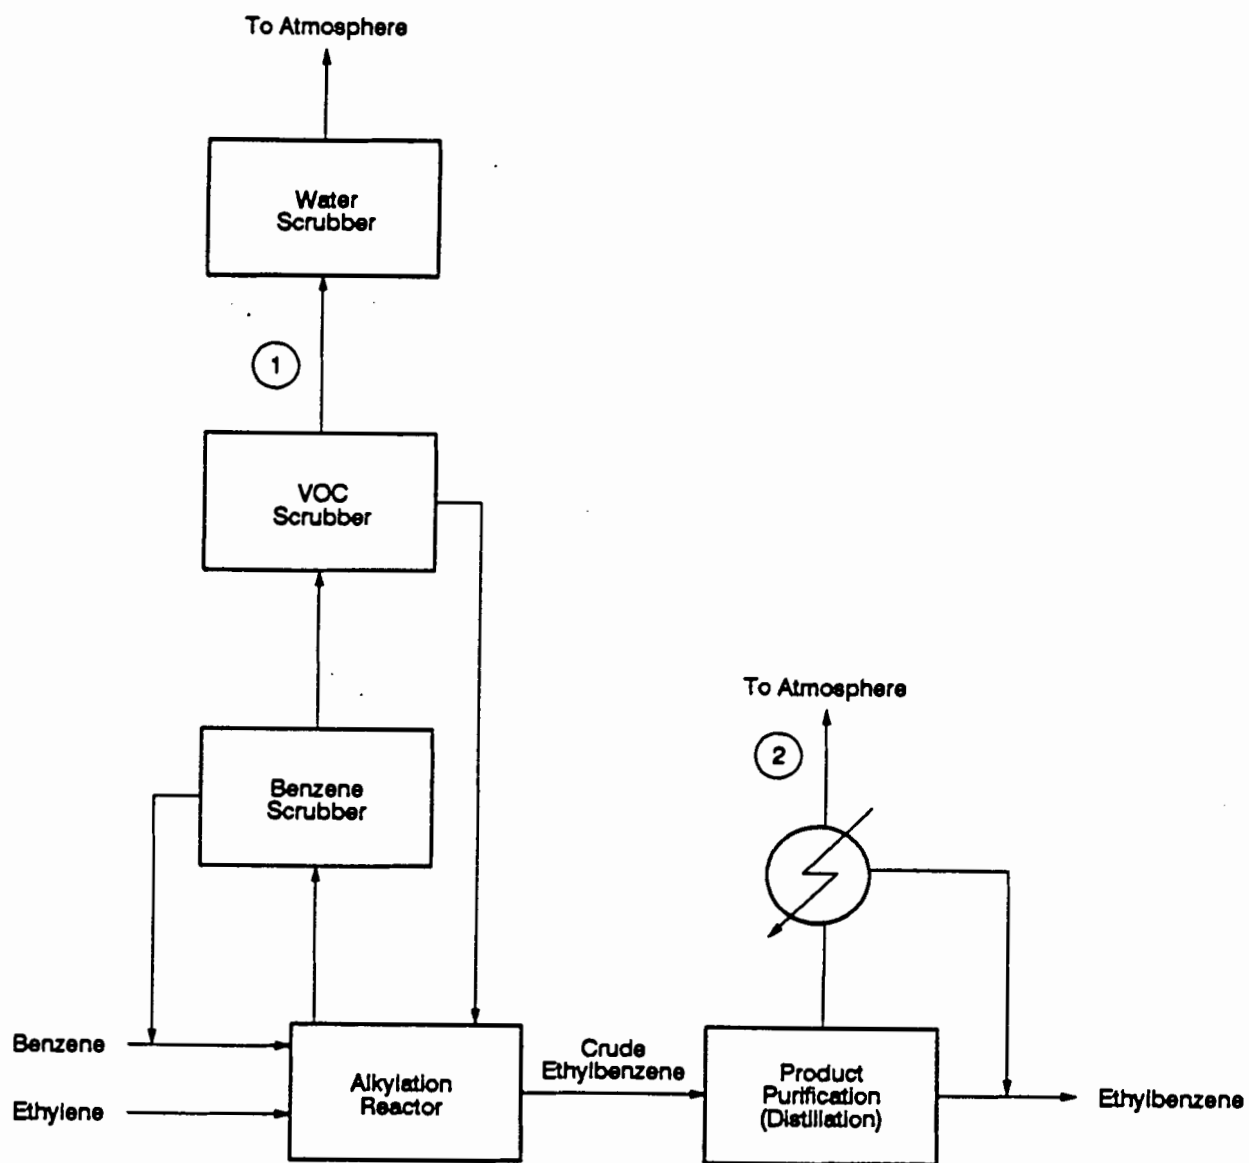 To Atmosphere
Water
Scrubber
1
VOC
Scrubber
To Atmosphere
2
Benzene
Scrubber
Benzene
Ethylene
Alkylation
Reactor
Crude
Ethylbenzene
Product
Purification
(Distillation)
Ethylbenzene